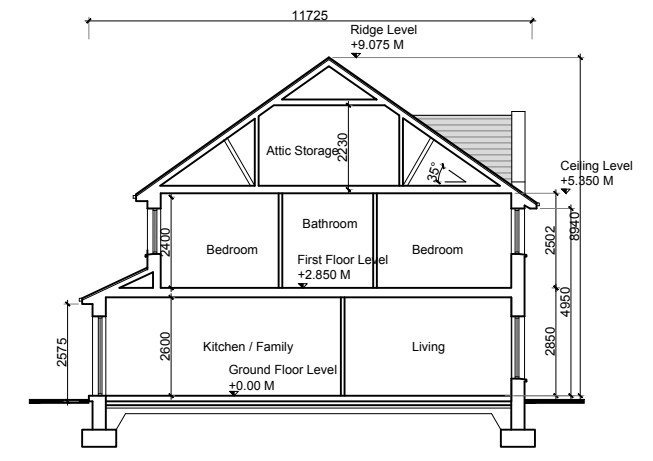 11725
Ridge Level
+9.075 M
Attic Storage
2230
35°
Ceiling Level
+5.350 M
Bathroom
2400
Bedroom
Bedroom
2502
8940
First Floor Level
+2.850 M
4950
2575
2600
Kitchen / Family
Living
2850
Ground Floor Level
+0.00 M